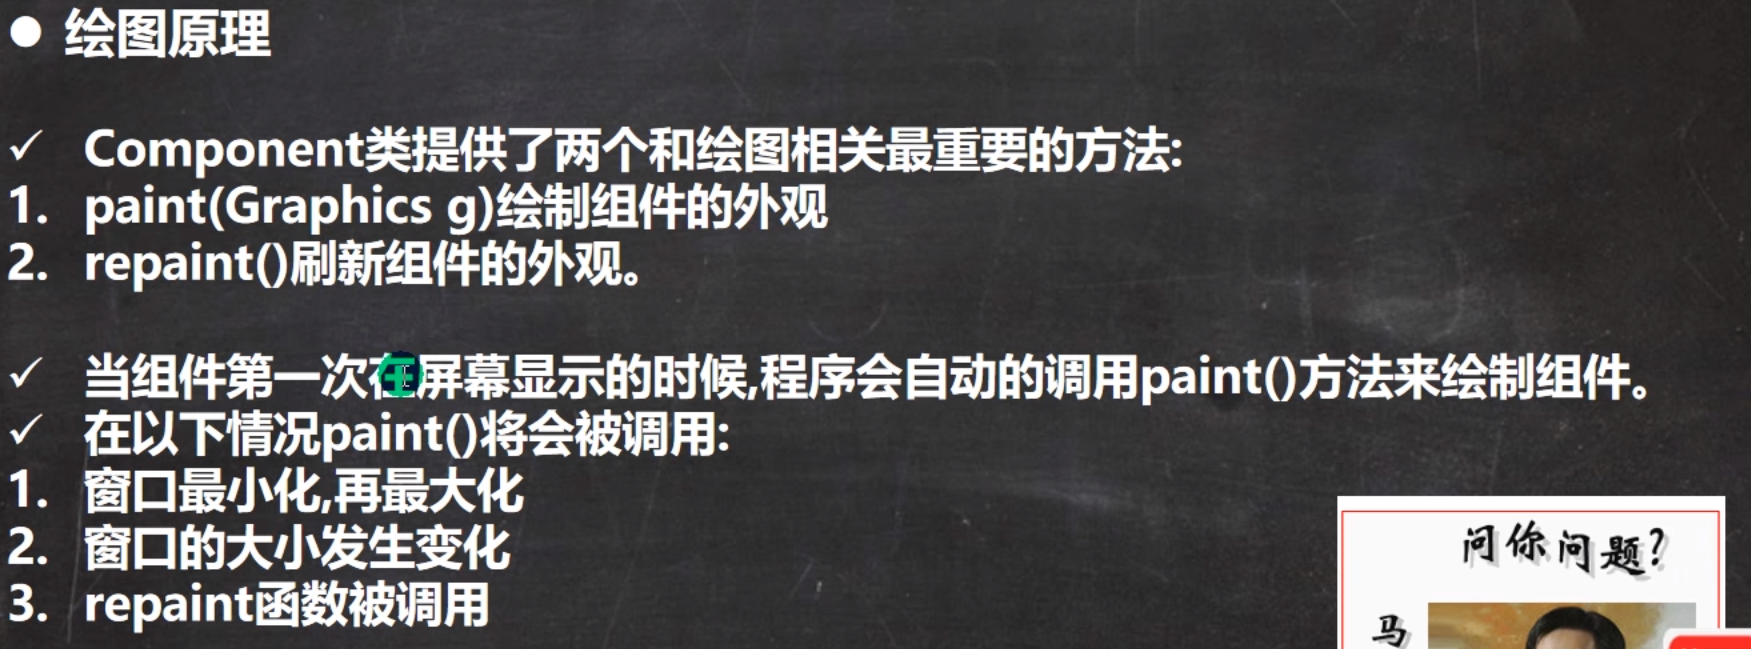 ● 绘图原理
✓ Component类提供了两个和绘图相关最重要的方法:
1. paint(Graphics g)绘制组件的外观
2. repaint()刷新组件的外观。
✓ 当组件第一次在屏幕显示的时候,程序会自动的调用paint()方法来绘制组件。
✓ 在以下情况paint()将会被调用:
1. 窗口最小化,再最大化
2. 窗口的大小发生变化
3. repaint函数被调用
问你问题?
马